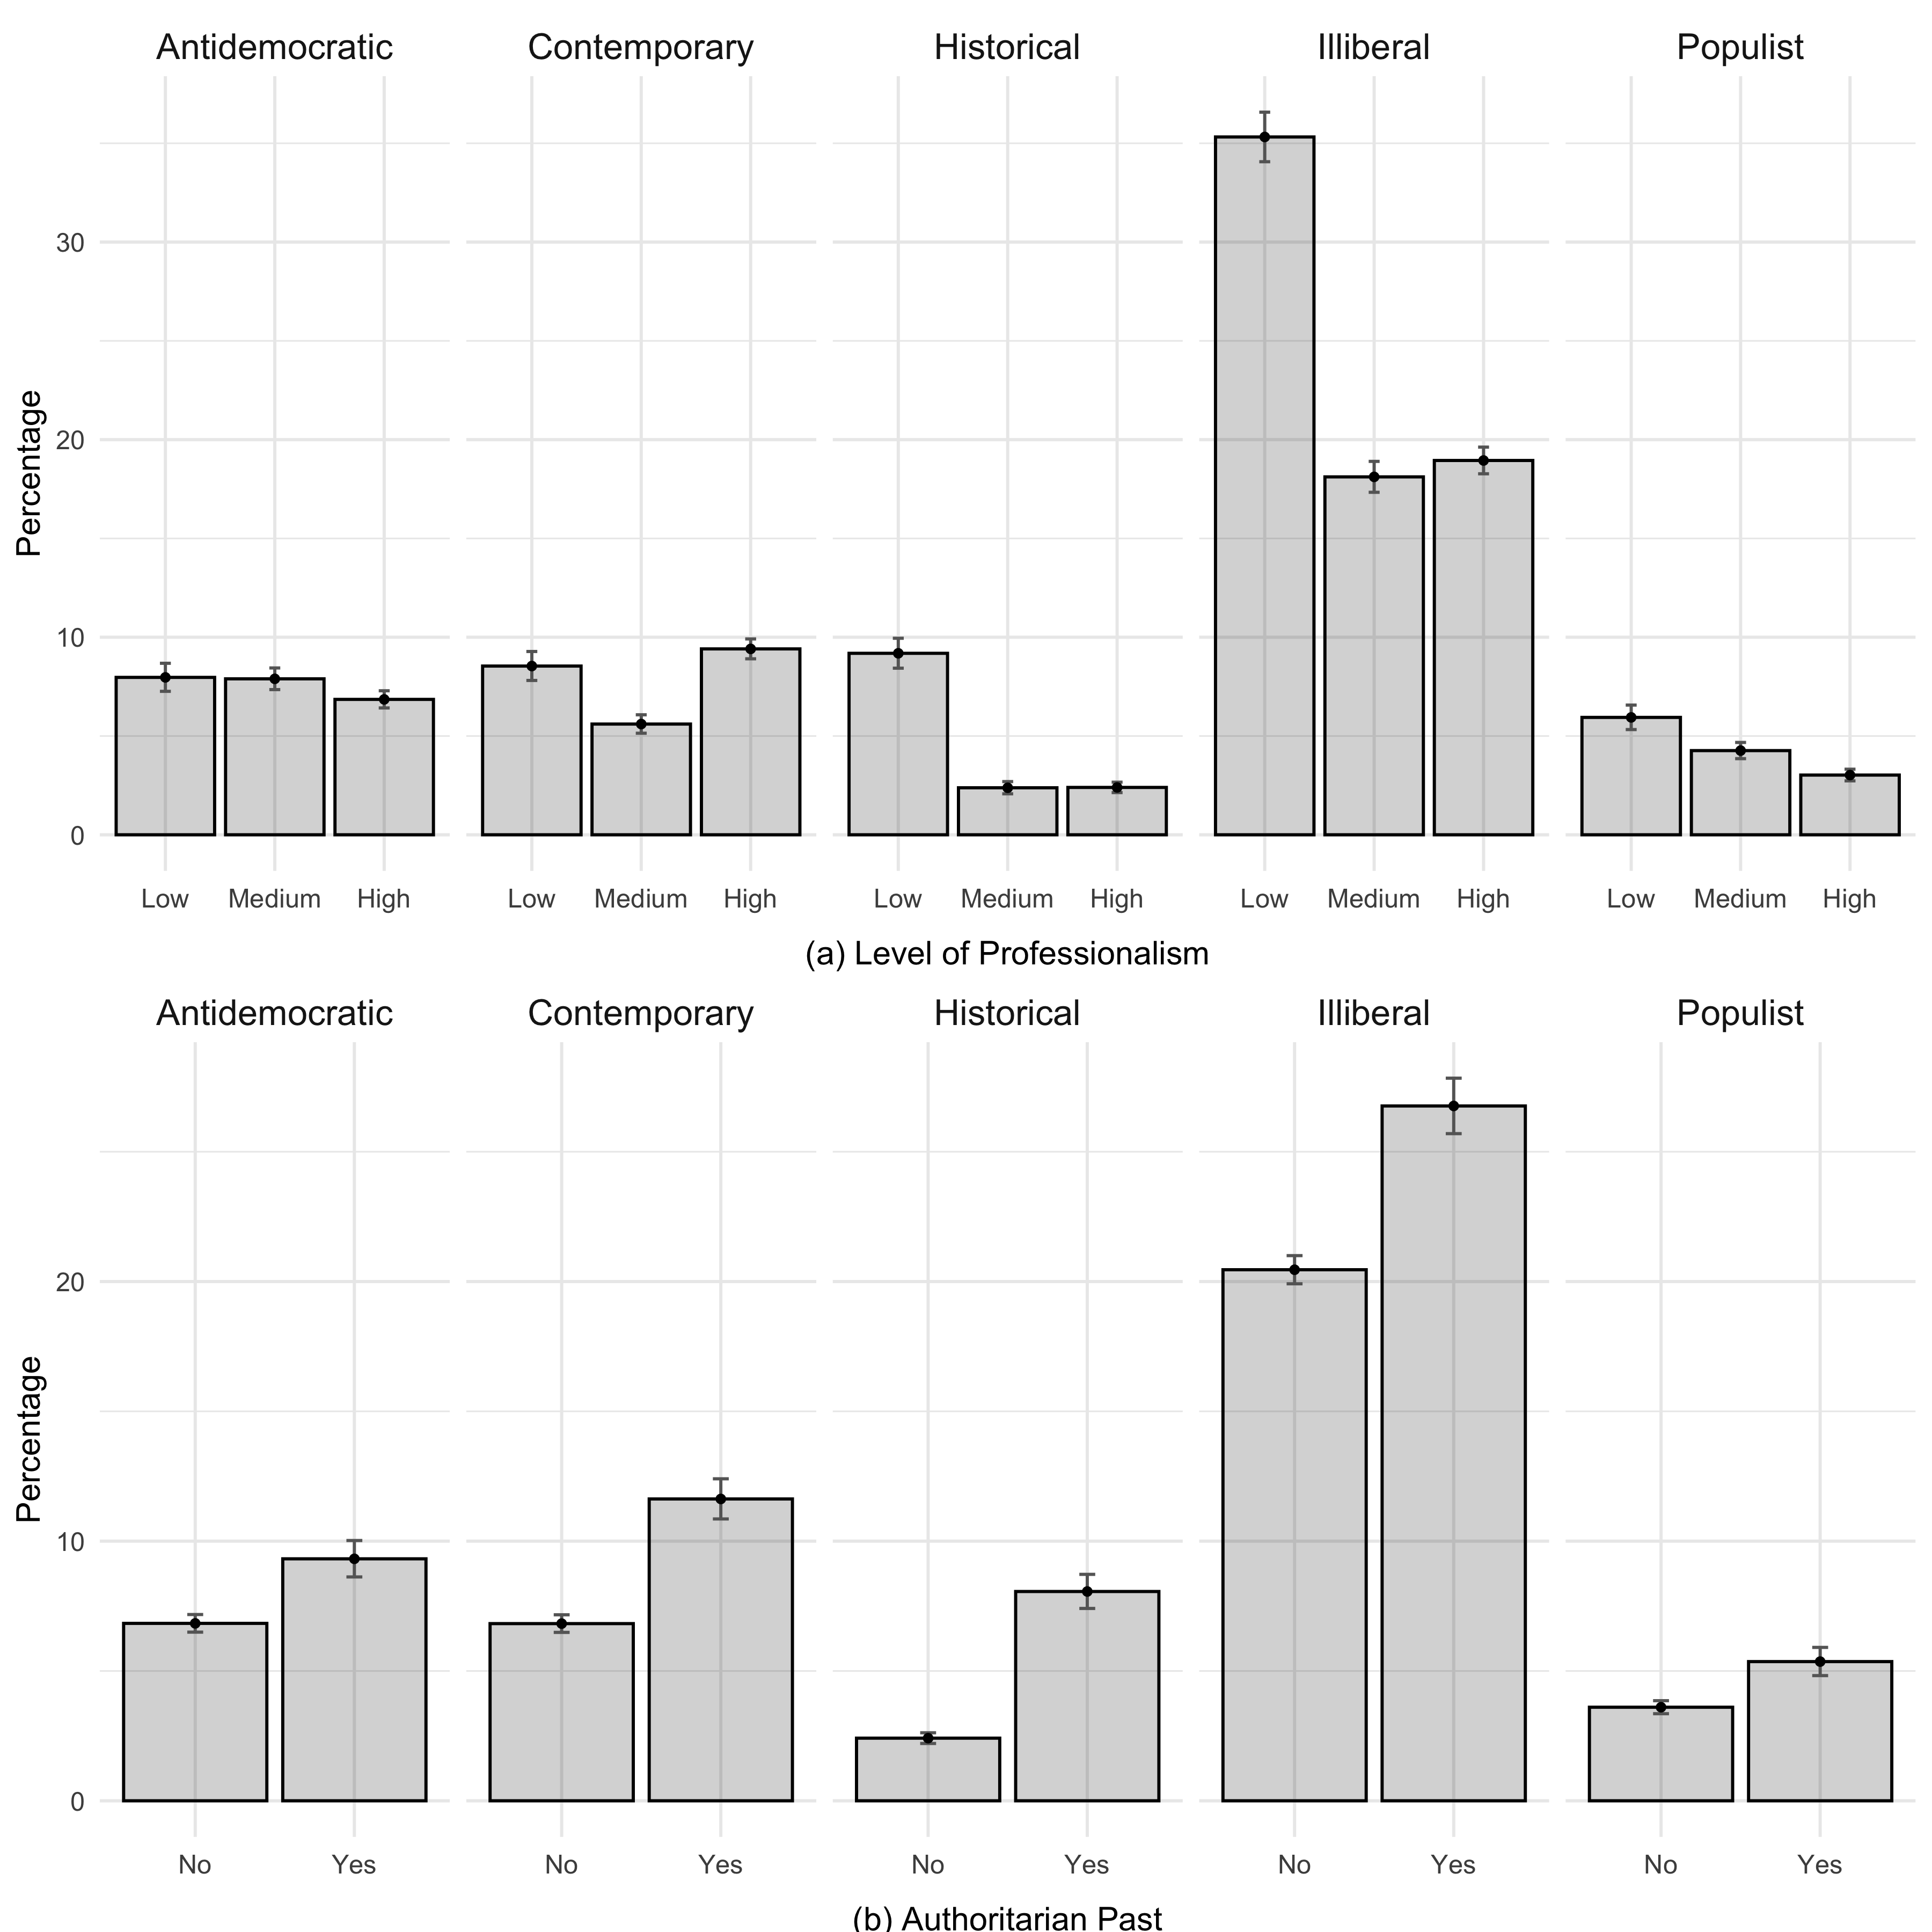 Antidemocratic Contemporary Historical Illiberal Populist
30
20
10
0
Percentage
Low Medium High Low Medium High Low Medium High Low Medium High Low Medium High
(a) Level of Professionalism
Antidemocratic Contemporary Historical Illiberal Populist
20
10
0
Percentage
No Yes No Yes No Yes No Yes No Yes
(b) Authoritarian Past